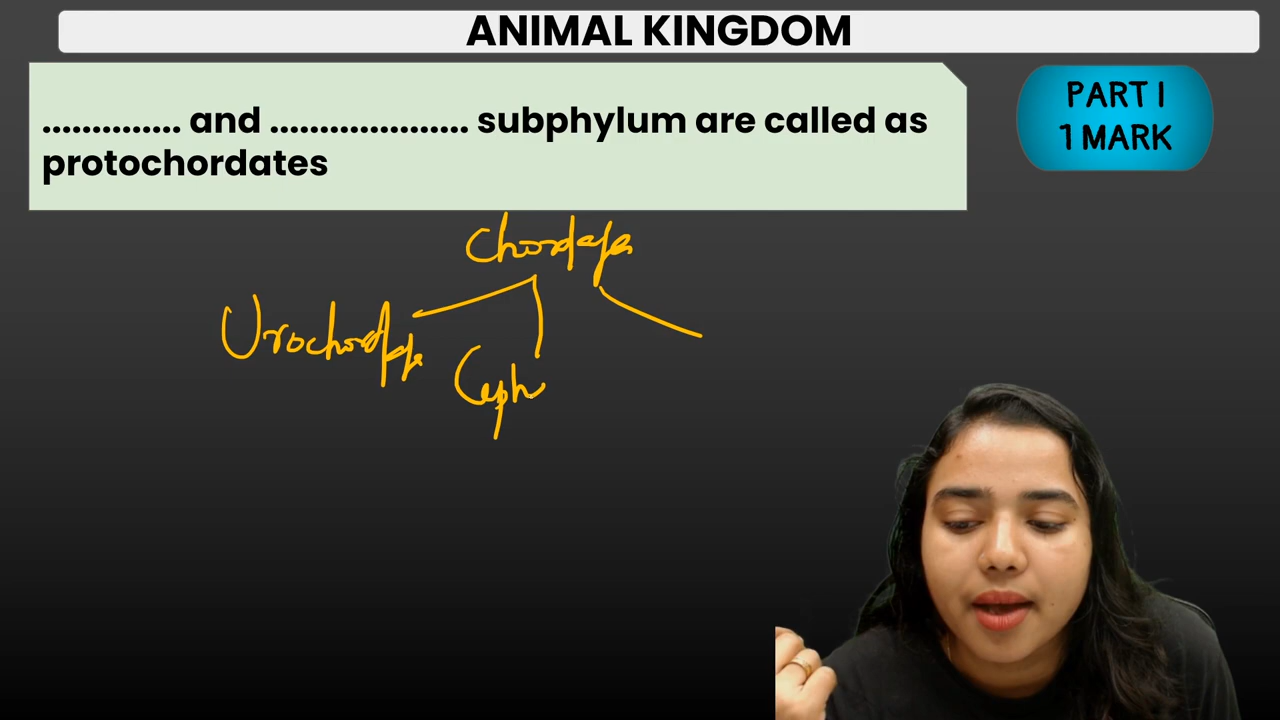 ANIMAL KINGDOM
PART I
1 MARK
.............. and .................... subphylum are called as
protochordates
Chordata
Urochordata
Ceph